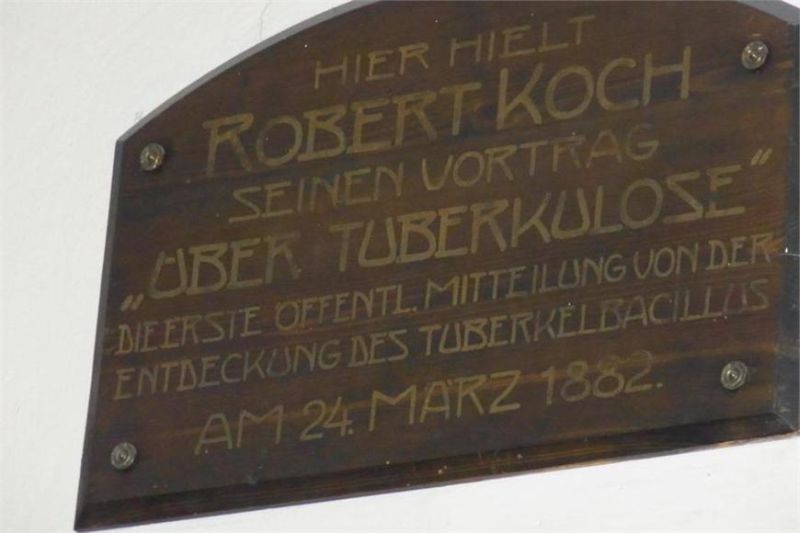 HIER HIELT
ROBERT KOCH
SEINEN VORTRAG
„ÜBER TUBERKULOSE“
DIE ERSTE ÖFFENTL. MITTEILUNG VON DER
ENTDECKUNG DES TUBERKELBACILLUS
AM 24. MÄRZ 1882.